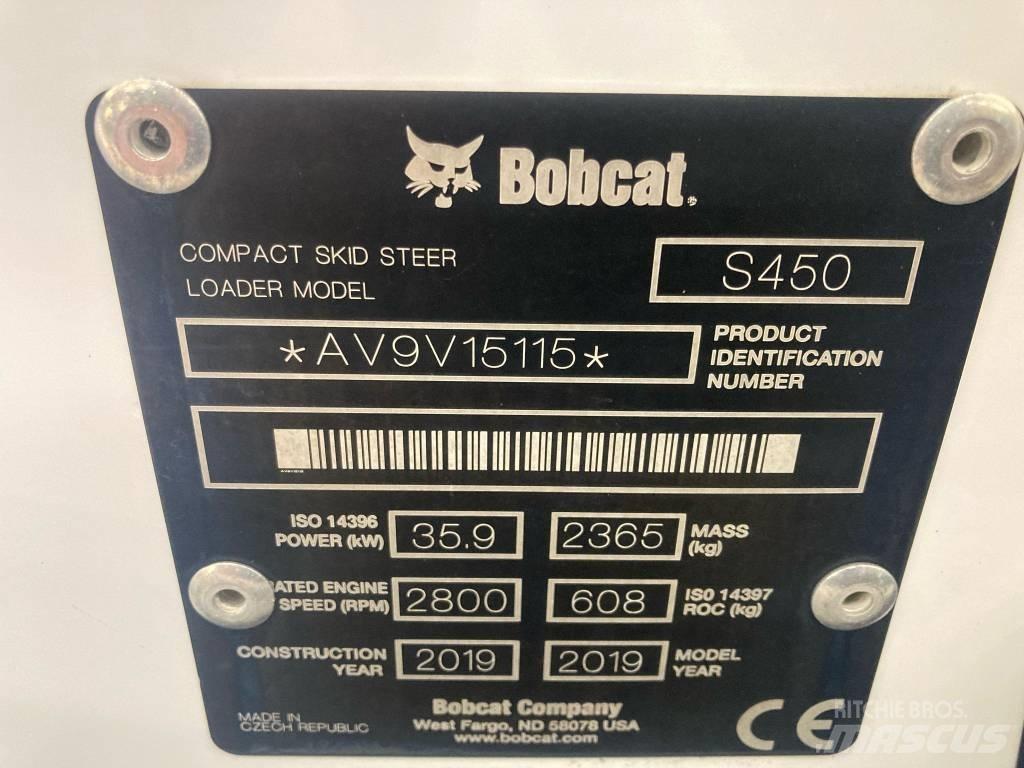 Bobcat®
COMPACT SKID STEER
LOADER MODEL
S450
*AV9V15115*
PRODUCT
IDENTIFICATION
NUMBER
ISO 14396
POWER (kW)
35.9
2365
MASS
(kg)
RATED ENGINE
SPEED (RPM)
2800
608
ISO 14397
ROC (kg)
CONSTRUCTION
YEAR
2019
2019
MODEL
YEAR
MADE IN
CZECH REPUBLIC
Bobcat Company
West Fargo, ND 58078 USA
www.bobcat.com
CE
RITCHIE BROS.
MASCUS